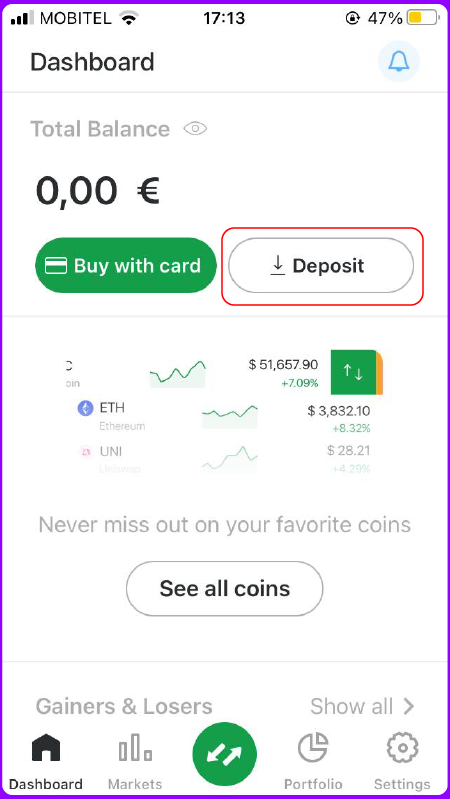 MOBITEL 17:13 47%
Dashboard
Total Balance
0,00 €
Buy with card Deposit
C $ 51,657.90
oin +7.09%
ETH $ 3,832.10
Ethereum +8.32%
UNI $ 28.21
Uniswap +4.29%
Never miss out on your favorite coins
See all coins
Gainers & Losers Show all
Dashboard Markets Portfolio Settings